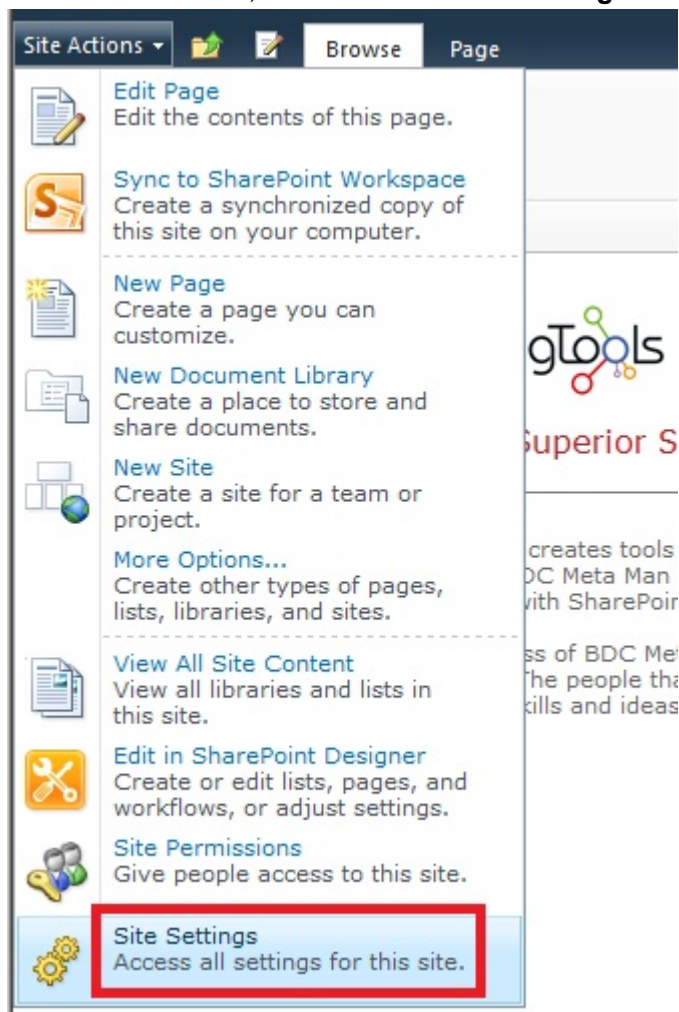 Site Actions Browse Page
Edit Page
Edit the contents of this page.
Sync to SharePoint Workspace
Create a synchronized copy of
this site on your computer.
New Page
Create a page you can
customize.
New Document Library
Create a place to store and
share documents.
New Site
Create a site for a team or
project.
More Options...
Create other types of pages,
lists, libraries, and sites.
View All Site Content
View all libraries and lists in
this site.
Edit in SharePoint Designer
Create or edit lists, pages, and
workflows, or adjust settings.
Site Permissions
Give people access to this site.
Site Settings
Access all settings for this site.
gTools
Superior S
creates tools
DC Meta Man
with SharePoin
ss of BDC Met
The people tha
kills and ideas